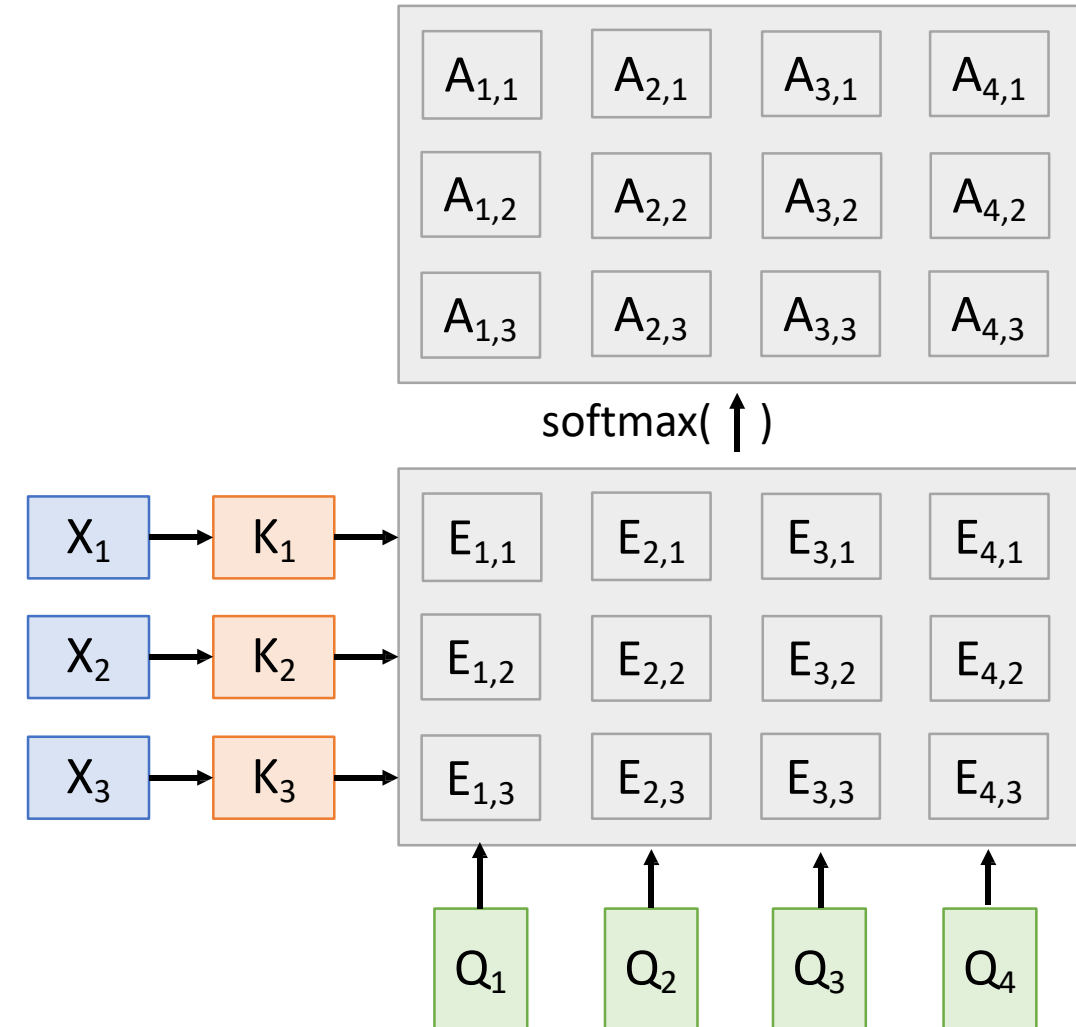 A1,1 A2,1 A3,1 A4,1
A1,2 A2,2 A3,2 A4,2
A1,3 A2,3 A3,3 A4,3
softmax( ↑ )
X1 K1 E1,1 E2,1 E3,1 E4,1
X2 K2 E1,2 E2,2 E3,2 E4,2
X3 K3 E1,3 E2,3 E3,3 E4,3
Q1 Q2 Q3 Q4